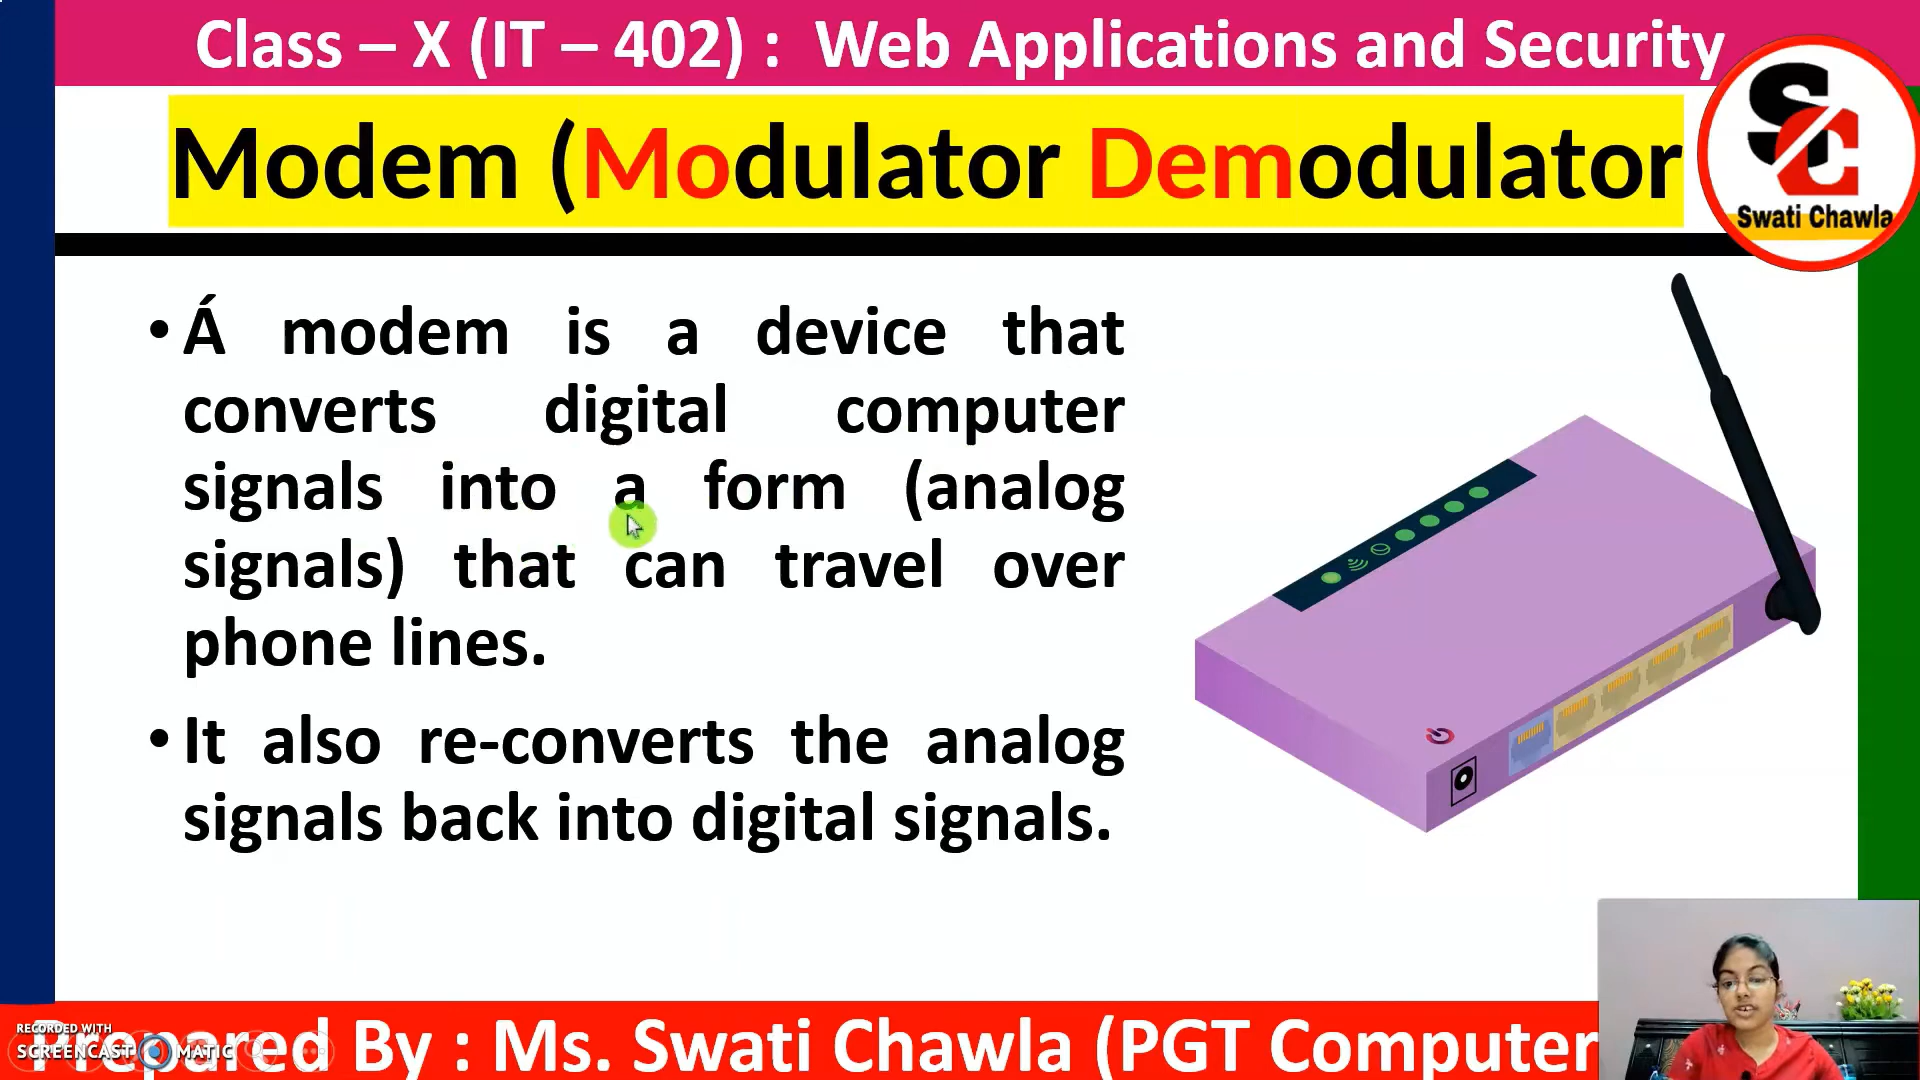 Class – X (IT – 402) : Web Applications and Security
Modem (Modulator Demodulator
SC
Swati Chawla
• Á modem is a device that
converts digital computer
signals into a form (analog
signals) that can travel over
phone lines.
• It also re-converts the analog
signals back into digital signals.
Prepared By : Ms. Swati Chawla (PGT Computer
RECORDED WITH
SCREENCAST MATIC